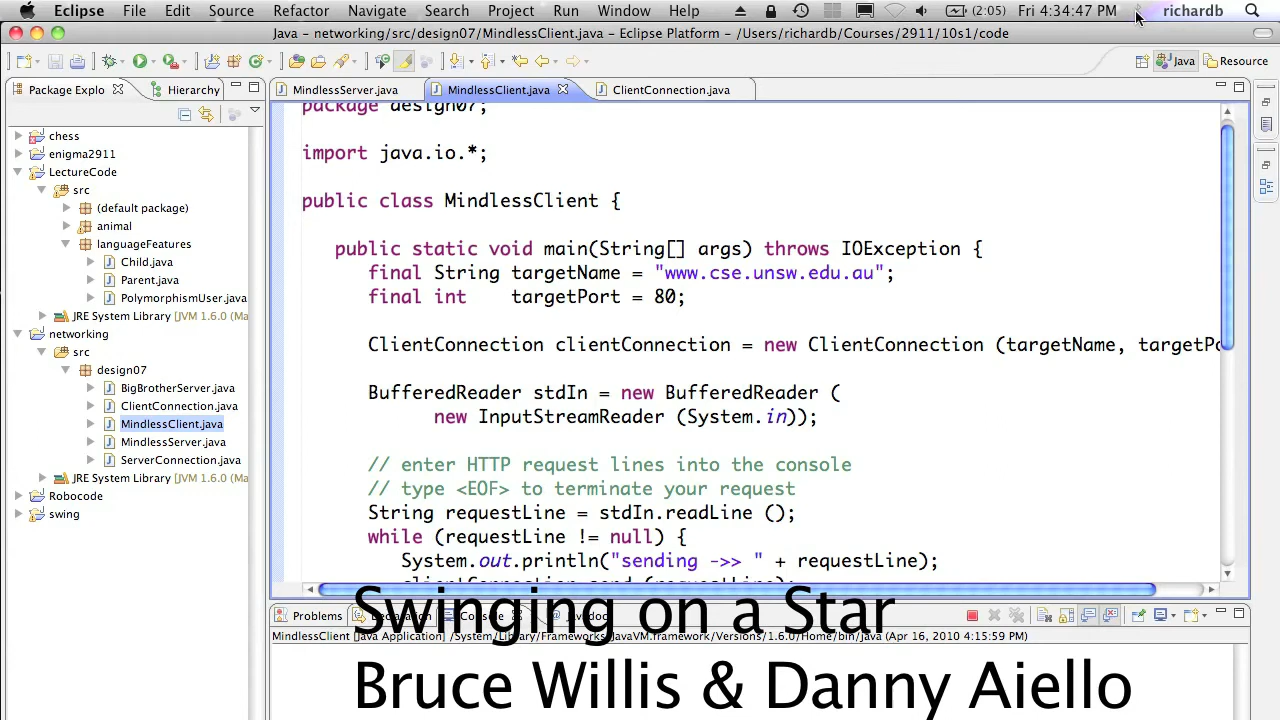 Eclipse File Edit Source Refactor Navigate Search Project Run Window Help (2:05) Fri 4:34:47 PM richardb
Java - networking/src/design07/MindlessClient.java - Eclipse Platform - /Users/richardb/Courses/2911/10s1/code
Java Resource
Package Explo Hierarchy
MindlessServer.java MindlessClient.java ClientConnection.java
chess
enigma2911
LectureCode
src
(default package)
animal
languageFeatures
Child.java
Parent.java
PolymorphismUser.java
JRE System Library [JVM 1.6.0 (Ma
networking
src
design07
BigBrotherServer.java
ClientConnection.java
MindlessClient.java
MindlessServer.java
ServerConnection.java
JRE System Library [JVM 1.6.0 (Ma
Robocode
swing
package design07;
import java.io.*;
public class MindlessClient {
public static void main(String[] args) throws IOException {
final String targetName = "www.cse.unsw.edu.au";
final int targetPort = 80;
ClientConnection clientConnection = new ClientConnection (targetName, targetPo
BufferedReader stdIn = new BufferedReader (
new InputStreamReader (System.in));
// enter HTTP request lines into the console
// type <EOF> to terminate your request
String requestLine = stdIn.readLine ();
while (requestLine != null) {
System.out.println("sending ->> " + requestLine);
clientConnection.send (requestLine);
Problems Declaration Console Javadoc
MindlessClient [Java Application] /System/Library/Frameworks/JavaVM.framework/Versions/1.6.0/Home/bin/java (Apr 16, 2010 4:15:59 PM)
Swinging on a Star
Bruce Willis & Danny Aiello